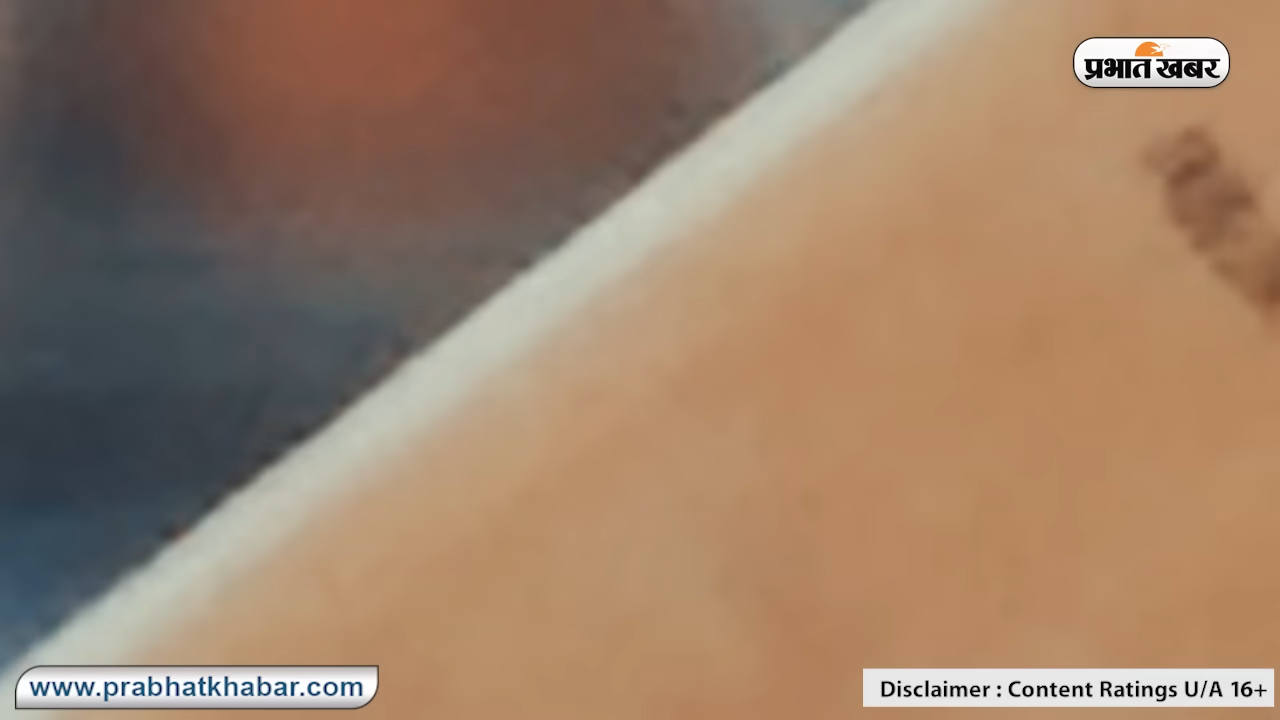 प्रभात खबर
www.prabhatkhabar.com
Disclaimer : Content Ratings U/A 16+